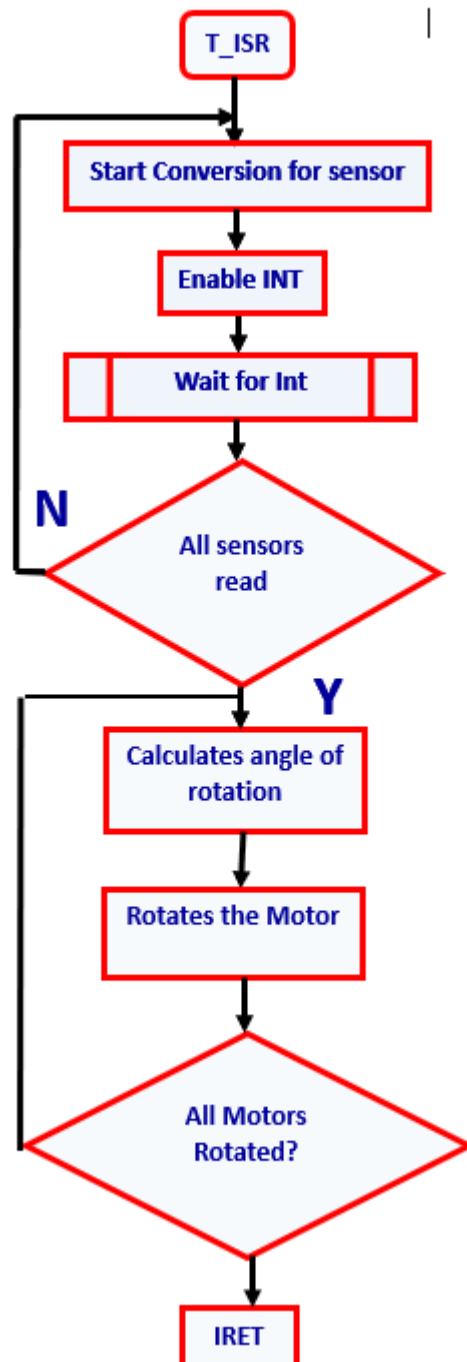 T_ISR
Start Conversion for sensor
Enable INT
Wait for Int
N
All sensors
read
Y
Calculates angle of
rotation
Rotates the Motor
All Motors
Rotated?
IRET